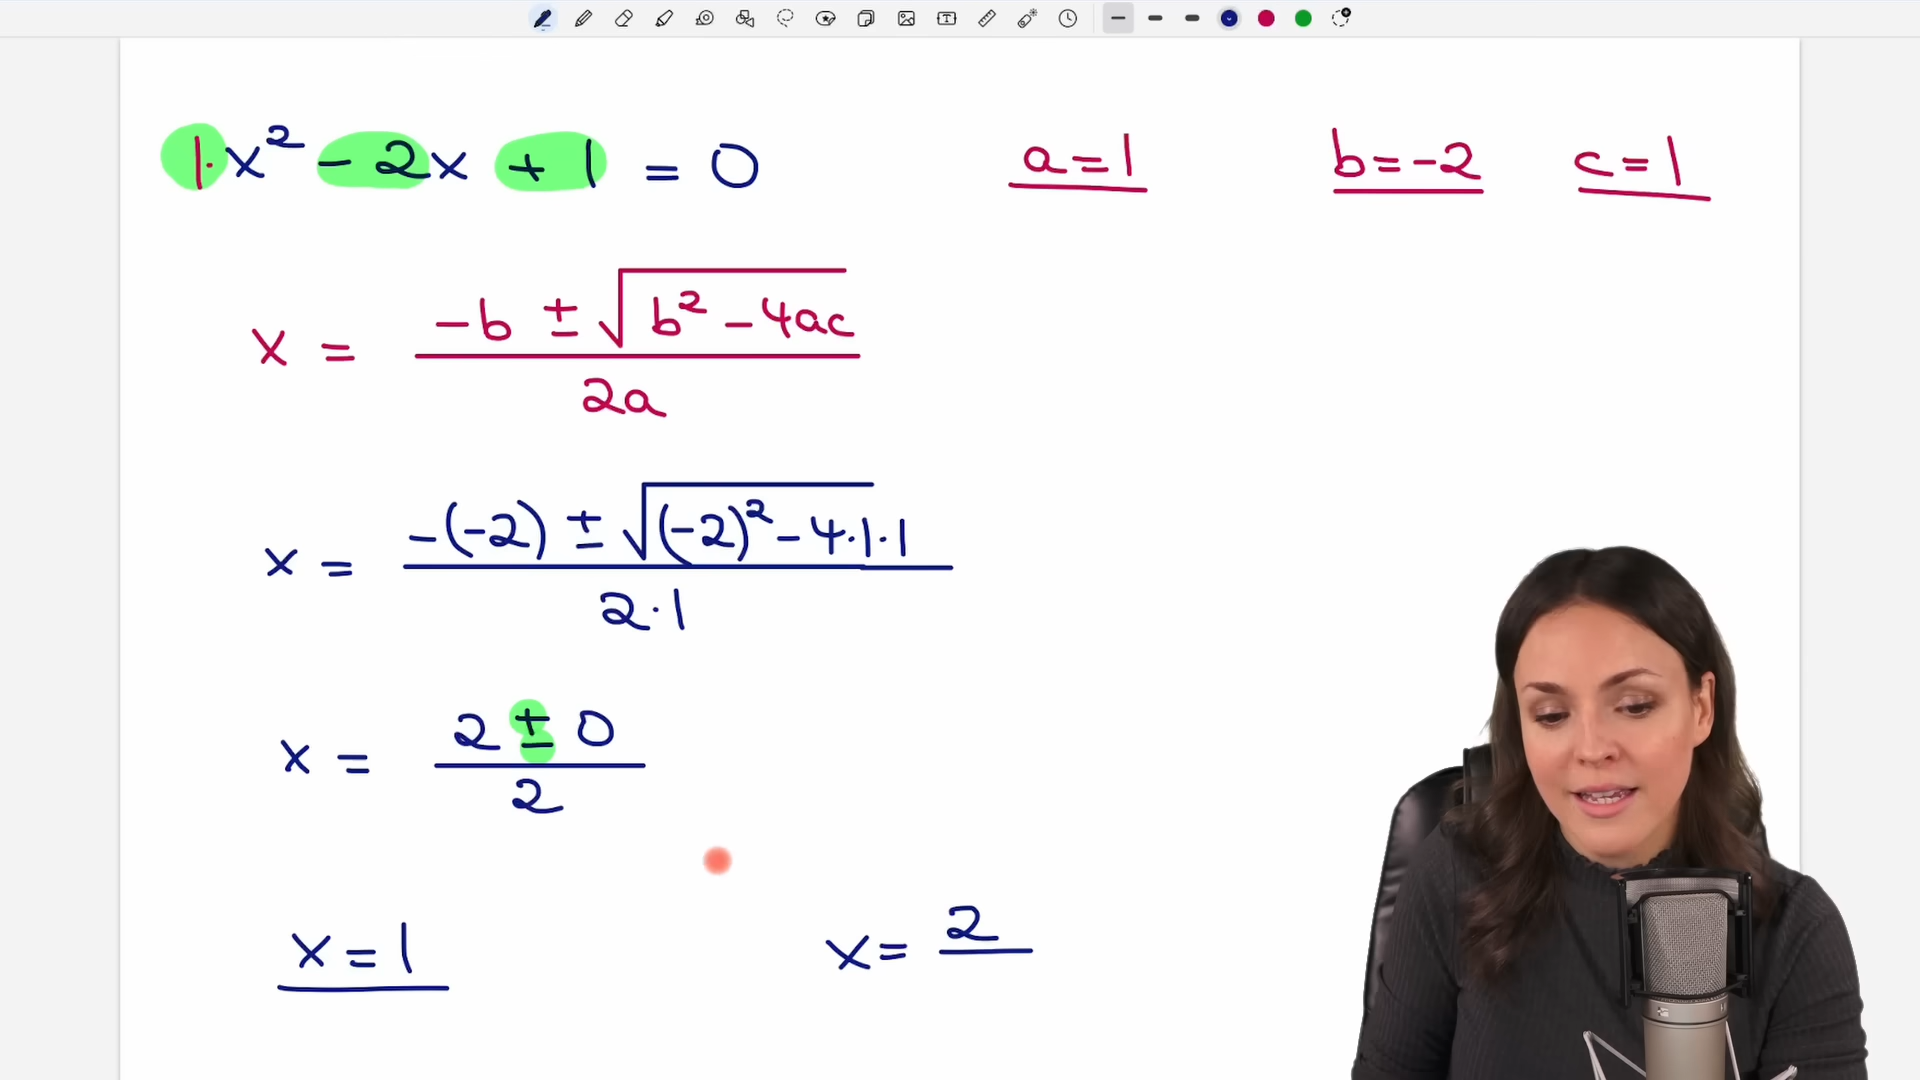 1·x² - 2x + 1 = 0
a = 1
b = -2
c = 1
x = (-b ± √(b² - 4ac)) / 2a
x = (-(-2) ± √((-2)² - 4·1·1)) / 2·1
x = (2 ± 0) / 2
x = 1
x = 2